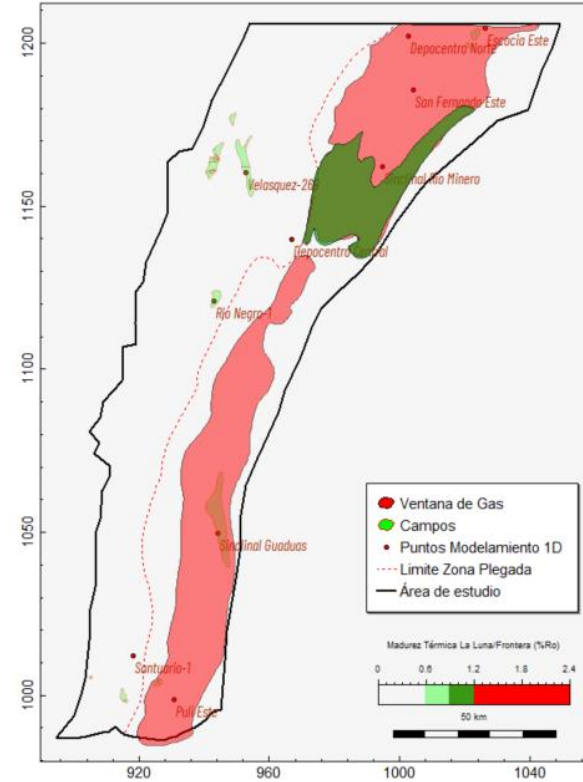 1200
1150
1100
1050
1000
920
960
1000
1040
Depocentro Norte
Escocia Este
San Fernando Este
Sinclinal Rio Minero
Velasquez-26
Depocentro Central
Rio Negro-1
Sinclinal Guaduas
Santuario-1
Puli Este
Ventana de Gas
Campos
Puntos Modelamiento 1D
Limite Zona Plegada
Área de estudio
Madurez Térmica La Luna/Frontera (%Ro)
0 0.6 1.2 1.8 2.4
50 km